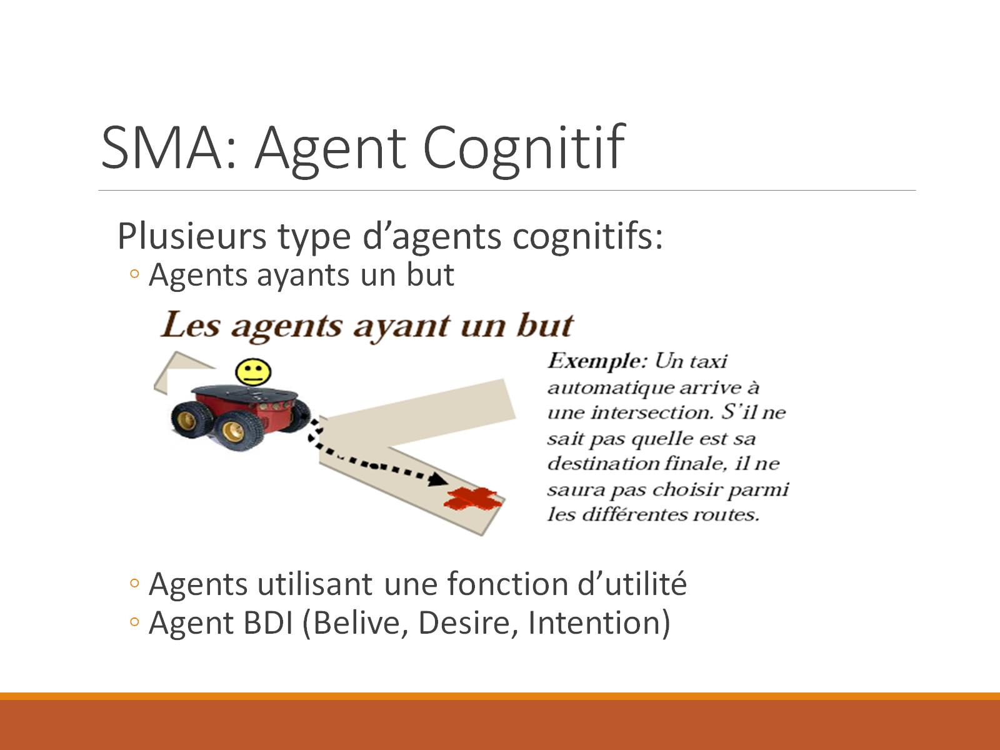 SMA: Agent Cognitif
Plusieurs type d’agents cognitifs:
◦ Agents ayants un but
Les agents ayant un but
Exemple: Un taxi
automatique arrive à
une intersection. S’il ne
sait pas quelle est sa
destination finale, il ne
saura pas choisir parmi
les différentes routes.
◦ Agents utilisant une fonction d’utilité
◦ Agent BDI (Belive, Desire, Intention)